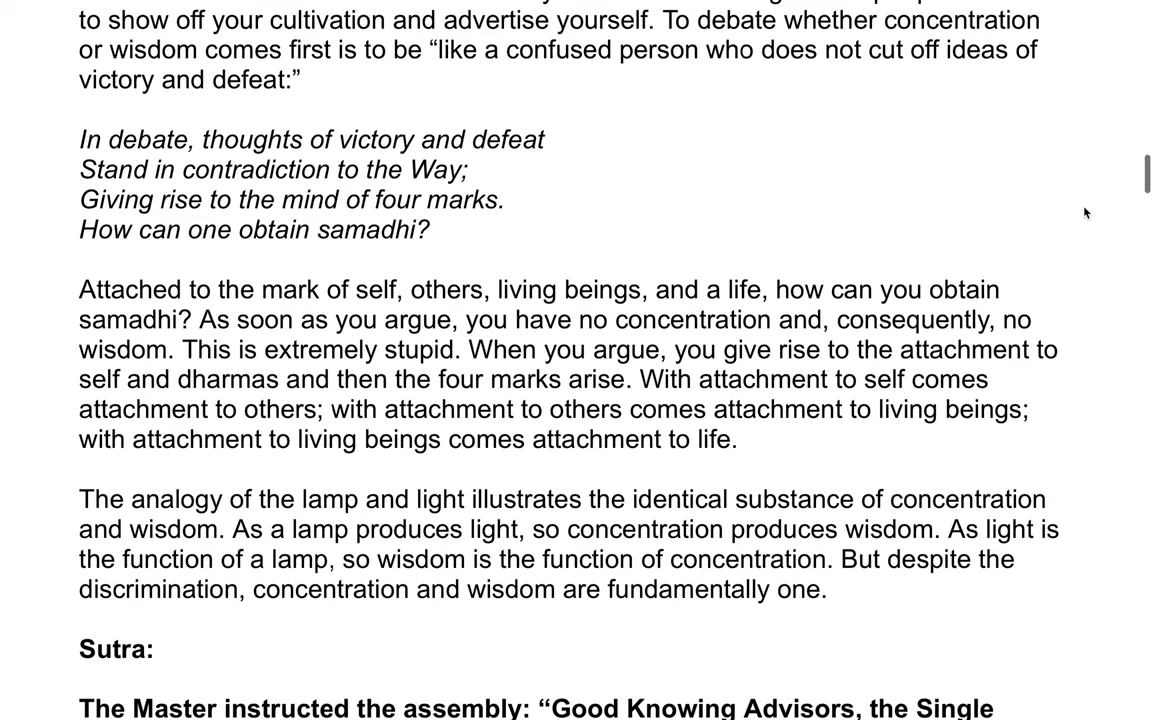 to show off your cultivation and advertise yourself. To debate whether concentration
or wisdom comes first is to be “like a confused person who does not cut off ideas of
victory and defeat:”
In debate, thoughts of victory and defeat
Stand in contradiction to the Way;
Giving rise to the mind of four marks.
How can one obtain samadhi?
Attached to the mark of self, others, living beings, and a life, how can you obtain
samadhi? As soon as you argue, you have no concentration and, consequently, no
wisdom. This is extremely stupid. When you argue, you give rise to the attachment to
self and dharmas and then the four marks arise. With attachment to self comes
attachment to others; with attachment to others comes attachment to living beings;
with attachment to living beings comes attachment to life.
The analogy of the lamp and light illustrates the identical substance of concentration
and wisdom. As a lamp produces light, so concentration produces wisdom. As light is
the function of a lamp, so wisdom is the function of concentration. But despite the
discrimination, concentration and wisdom are fundamentally one.
Sutra:
The Master instructed the assembly: “Good Knowing Advisors, the Single